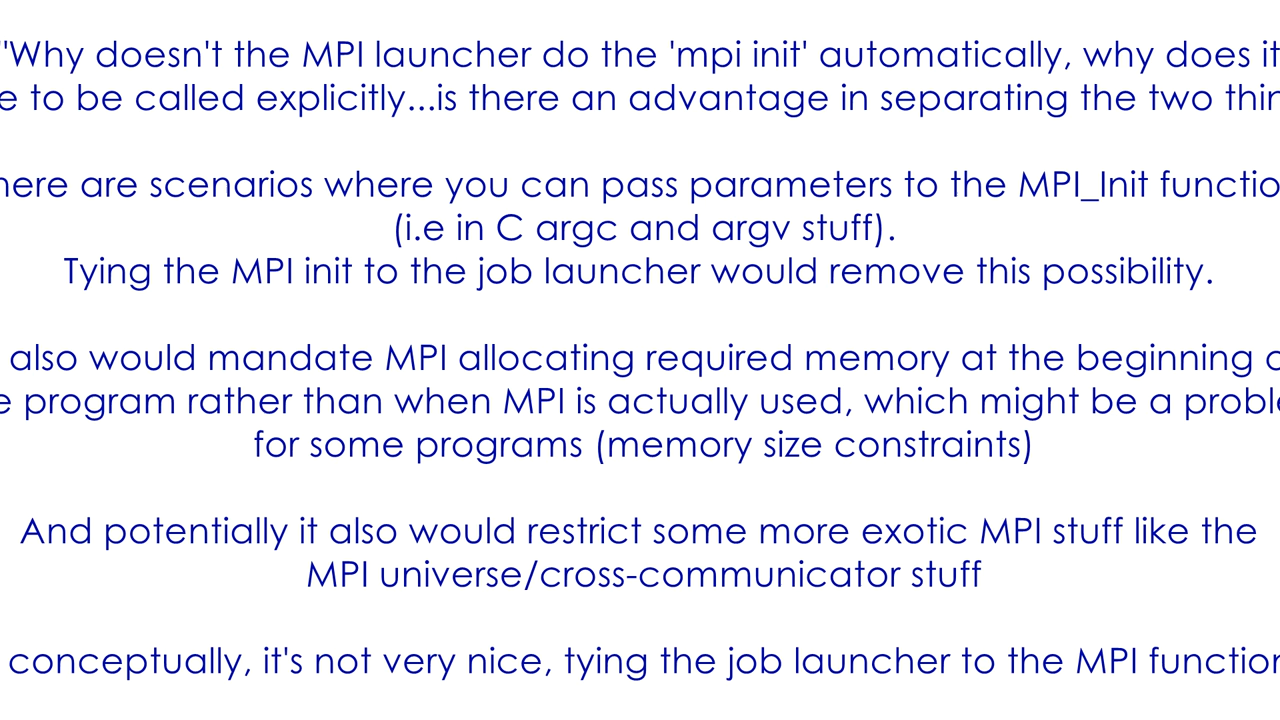 "Why doesn't the MPI launcher do the 'mpi init' automatically, why does it
e to be called explicitly...is there an advantage in separating the two thin
here are scenarios where you can pass parameters to the MPI_Init functio
(i.e in C argc and argv stuff).
Tying the MPI init to the job launcher would remove this possibility.
also would mandate MPI allocating required memory at the beginning o
e program rather than when MPI is actually used, which might be a proble
for some programs (memory size constraints)
And potentially it also would restrict some more exotic MPI stuff like the
MPI universe/cross-communicator stuff
conceptually, it's not very nice, tying the job launcher to the MPI function